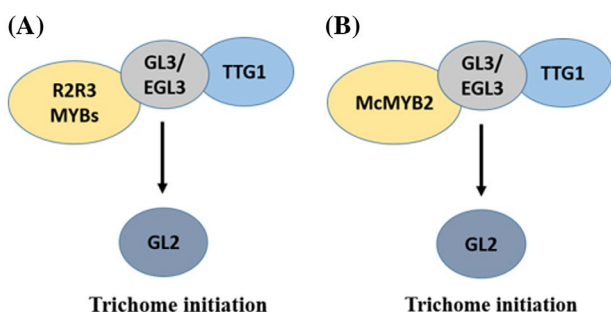 (A)
R2R3
MYBs
GL3/
EGL3
TTG1
GL2
Trichome initiation
(B)
McMYB2
GL3/
EGL3
TTG1
GL2
Trichome initiation